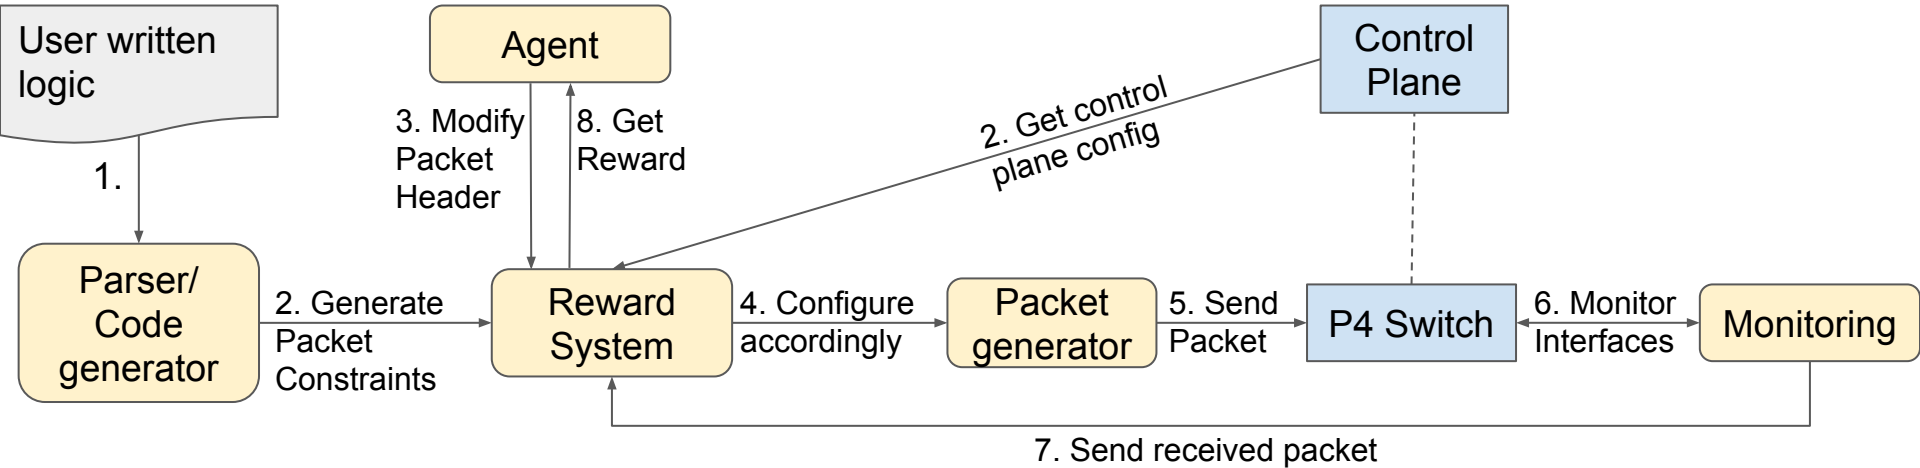 User written
logic
Agent
Control
Plane
1.
3. Modify
Packet
Header
8. Get
Reward
2. Get control
plane config
Parser/
Code
generator
2. Generate
Packet
Constraints
Reward
System
4. Configure
accordingly
Packet
generator
5. Send
Packet
P4 Switch
6. Monitor
Interfaces
Monitoring
7. Send received packet